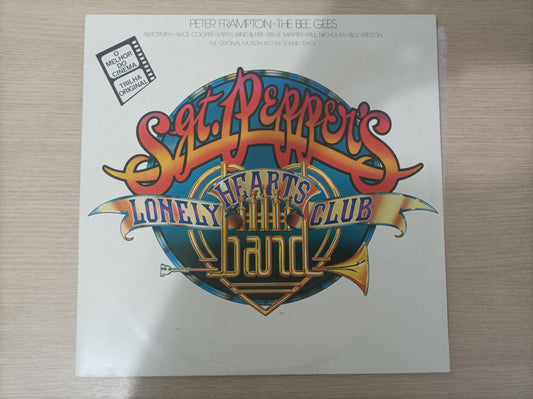 PETER FRAMPTON · THE BEE GEES
AEROSMITH · ALICE COOPER · EARTH, WIND & FIRE · STEVE MARTIN · PAUL NICHOLAS · BILLY PRESTON
THE ORIGINAL MOTION PICTURE SOUND TRACK
O
MELHOR
DO
CINEMA
TRILHA
ORIGINAL
Sgt. Pepper's
LONELY HEARTS CLUB
band